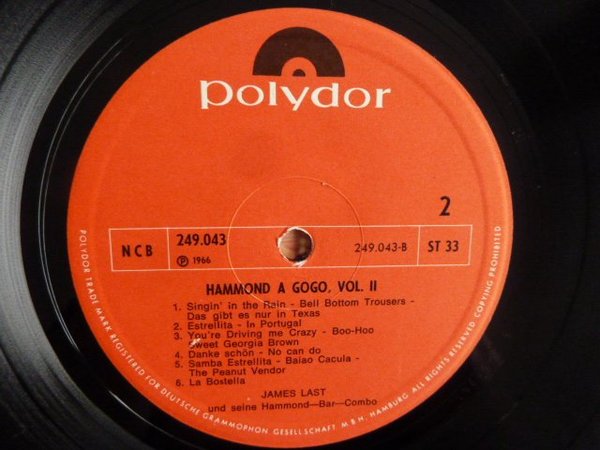 polydor
2
NCB
249.043
℗ 1966
249.043-B
ST 33
HAMMOND A GOGO, VOL. II
1. Singin' in the Rain - Bell Bottom Trousers -
Das gibt es nur in Texas
2. Estrellita - In Portugal
3. You're Driving me Crazy - Boo-Hoo
Sweet Georgia Brown
4. Danke schön - No can do
5. Samba Estrellita - Baiao Cacula -
The Peanut Vendor
6. La Bostella
JAMES LAST
und seine Hammond-Bar-Combo
POLYDOR TRADE MARK REGISTERED FOR DEUTSCHE GRAMMOPHON GESELLSCHAFT MBH. HAMBURG. ALL RIGHTS RESERVED. COPYING PROHIBITED